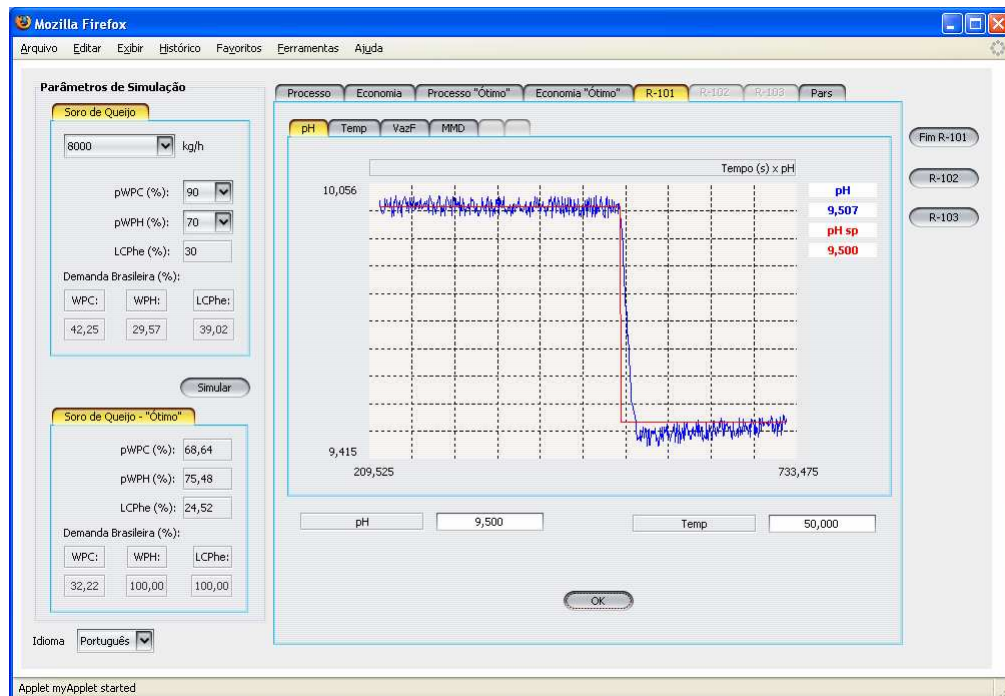 Mozilla Firefox
Arquivo Editar Exibir Histórico Favoritos Ferramentas Ajuda
Parâmetros de Simulação
Soro de Queijo
8000 kg/h
pWPC (%): 90
pWPH (%): 70
LCPhe (%): 30
Demanda Brasileira (%):
WPC: WPH: LCPhe:
42,25 29,57 39,02
Simular
Soro de Queijo - "Ótimo"
pWPC (%): 68,64
pWPH (%): 75,48
LCPhe (%): 24,52
Demanda Brasileira (%):
WPC: WPH: LCPhe:
32,22 100,00 100,00
Idioma Português
Processo Economia Processo "Ótimo" Economia "Ótimo" R-101 R-102 R-103 Pars
pH Temp VazF MMD
Tempo (s) x pH
10,056
9,415
209,525 733,475
pH
9,507
pH sp
9,500
pH 9,500 Temp 50,000
OK
Fim R-101
R-102
R-103
Applet myApplet started